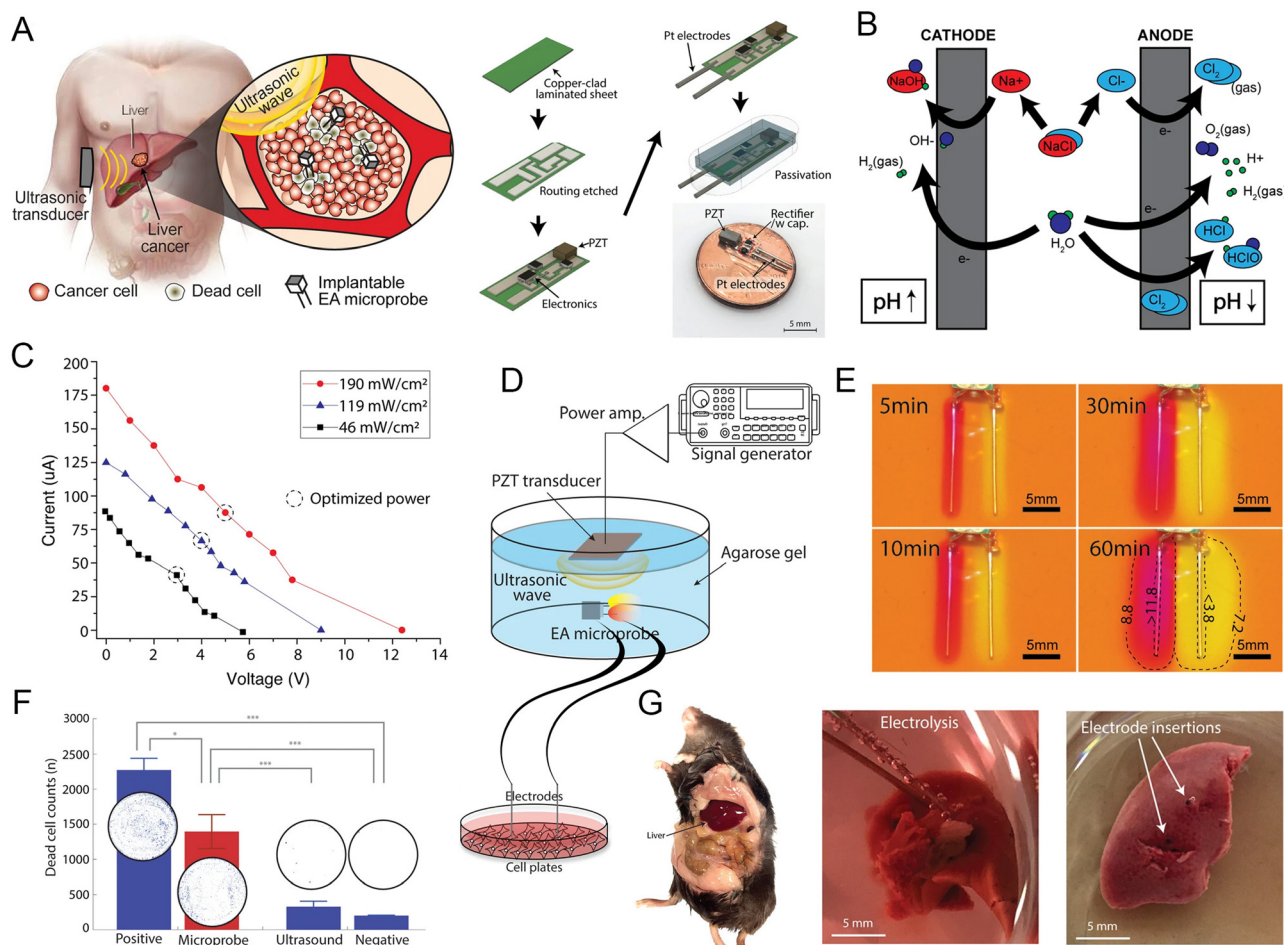 A
Ultrasonic wave
Liver
Ultrasonic
transducer
Liver
cancer
Cancer cell
Dead cell
Implantable
EA microprobe
Copper-clad
laminated sheet
Routing etched
PZT
Electronics
Pt electrodes
Passivation
PZT
Rectifier
/w cap.
Pt electrodes
5 mm
B
CATHODE
ANODE
NaOH
Na+
Cl-
Cl2
(gas)
e-
OH-
NaCl
O2(gas)
H+
H2(gas)
H2(gas
e-
H2O
HCl
HClO
e-
Cl2
pH ↑
pH ↓
C
200
175
150
125
100
75
50
25
0
Current (uA)
190 mW/cm²
119 mW/cm²
46 mW/cm²
Optimized power
0 2 4 6 8 10 12 14
Voltage (V)
D
Power amp.
Signal generator
PZT transducer
Agarose gel
Ultrasonic
wave
EA microprobe
Electrodes
Cell plates
E
5min
5mm
30min
5mm
10min
5mm
60min
8.8
>11.8
<3.8
7.2
5mm
F
3000
2500
2000
1500
1000
500
0
Dead cell counts (n)
***
*
***
***
Positive Microprobe Ultrasound Negative
G
Liver
Electrolysis
5 mm
Electrode insertions
5 mm